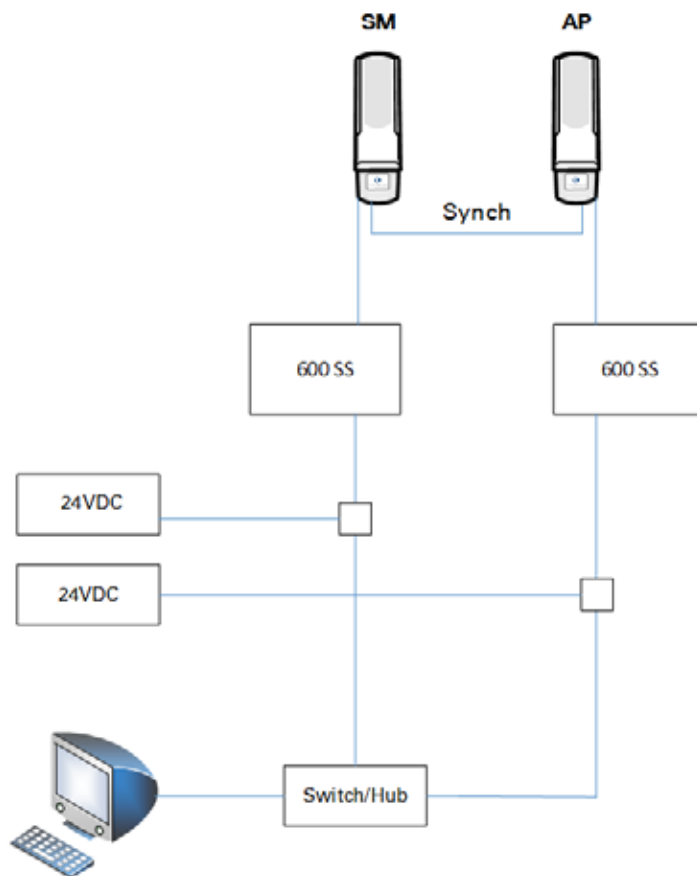 SM
AP
Synch
600 SS
600 SS
24VDC
24VDC
Switch/Hub